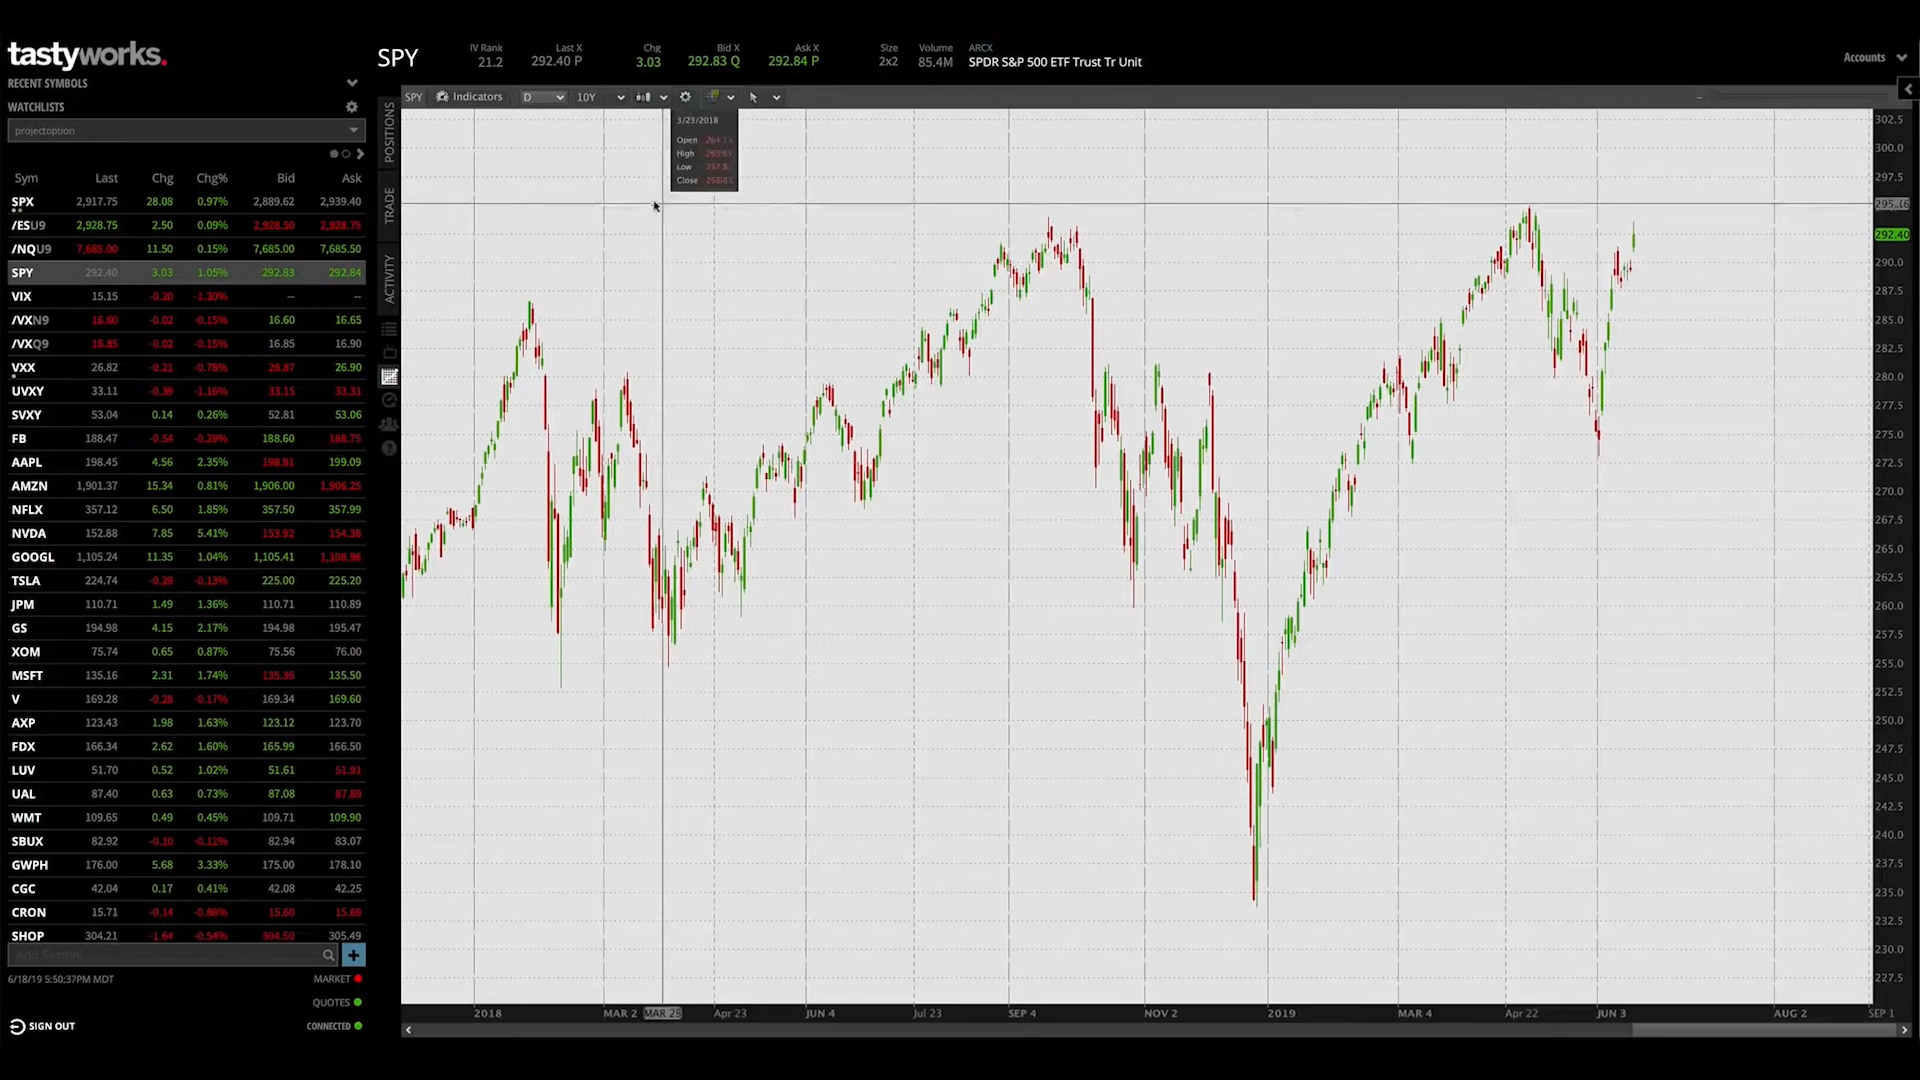 tastyworks.
RECENT SYMBOLS
WATCHLISTS
projectoption
Sym Last Chg Chg% Bid Ask
SPX 2,917.75 28.08 0.97% 2,889.62 2,939.40
/ESU9 2,928.75 2.50 0.09% 2,928.50 2,928.75
/NQU9 7,685.00 11.50 0.15% 7,685.00 7,685.50
SPY 292.40 3.03 1.05% 292.83 292.84
VIX 15.15 -0.20 -1.30% -- --
/VXN9 16.60 -0.02 -0.15% 16.60 16.65
/VXQ9 16.85 -0.02 -0.15% 16.85 16.90
VXX 26.82 -0.21 -0.78% 26.87 26.90
UVXY 33.11 -0.39 -1.16% 33.15 33.31
SVXY 53.04 0.14 0.26% 52.81 53.06
FB 188.47 -0.54 -0.29% 188.60 188.75
AAPL 198.45 4.56 2.35% 198.91 199.09
AMZN 1,901.37 15.34 0.81% 1,906.00 1,906.25
NFLX 357.12 6.50 1.85% 357.50 357.99
NVDA 152.88 7.85 5.41% 153.92 154.38
GOOGL 1,105.24 11.35 1.04% 1,105.41 1,108.98
TSLA 224.74 -0.29 -0.13% 225.00 225.20
JPM 110.71 1.49 1.36% 110.71 110.89
GS 194.98 4.15 2.17% 194.98 195.47
XOM 75.74 0.65 0.87% 75.56 76.00
MSFT 135.16 2.31 1.74% 135.35 135.50
V 169.28 -0.28 -0.17% 169.34 169.60
AXP 123.43 1.98 1.63% 123.12 123.70
FDX 166.34 2.62 1.60% 165.99 166.50
LUV 51.70 0.52 1.02% 51.61 51.91
UAL 87.40 0.63 0.73% 87.08 87.89
WMT 109.65 0.49 0.45% 109.71 109.90
SBUX 82.92 -0.10 -0.12% 82.94 83.07
GWPH 176.00 5.68 3.33% 175.00 178.10
CGC 42.04 0.17 0.41% 42.08 42.25
CRON 15.71 -0.14 -0.88% 15.60 15.69
SHOP 304.21 -1.64 -0.54% 304.50 305.49
Add Symbol
6/18/19 5:50:37PM MDT MARKET
QUOTES
SIGN OUT CONNECTED
SPY
IV Rank Last X Chg Bid X Ask X Size Volume ARCX
21.2 292.40 P 3.03 292.83 Q 292.84 P 2x2 85.4M SPDR S&P 500 ETF Trust Tr Unit
Accounts
POSITIONS
TRADE
ACTIVITY
SPY Indicators D 10Y
3/23/2018
Open
High
Low
Close
302.5
300.0
297.5
295.16
292.40
290.0
287.5
285.0
282.5
280.0
277.5
275.0
272.5
270.0
267.5
265.0
262.5
260.0
257.5
255.0
252.5
250.0
247.5
245.0
242.5
240.0
237.5
235.0
232.5
230.0
227.5
2018 MAR 2 MAR 23 Apr 23 JUN 4 Jul 23 SEP 4 NOV 2 2019 MAR 4 Apr 22 JUN 3 AUG 2 SEP 1